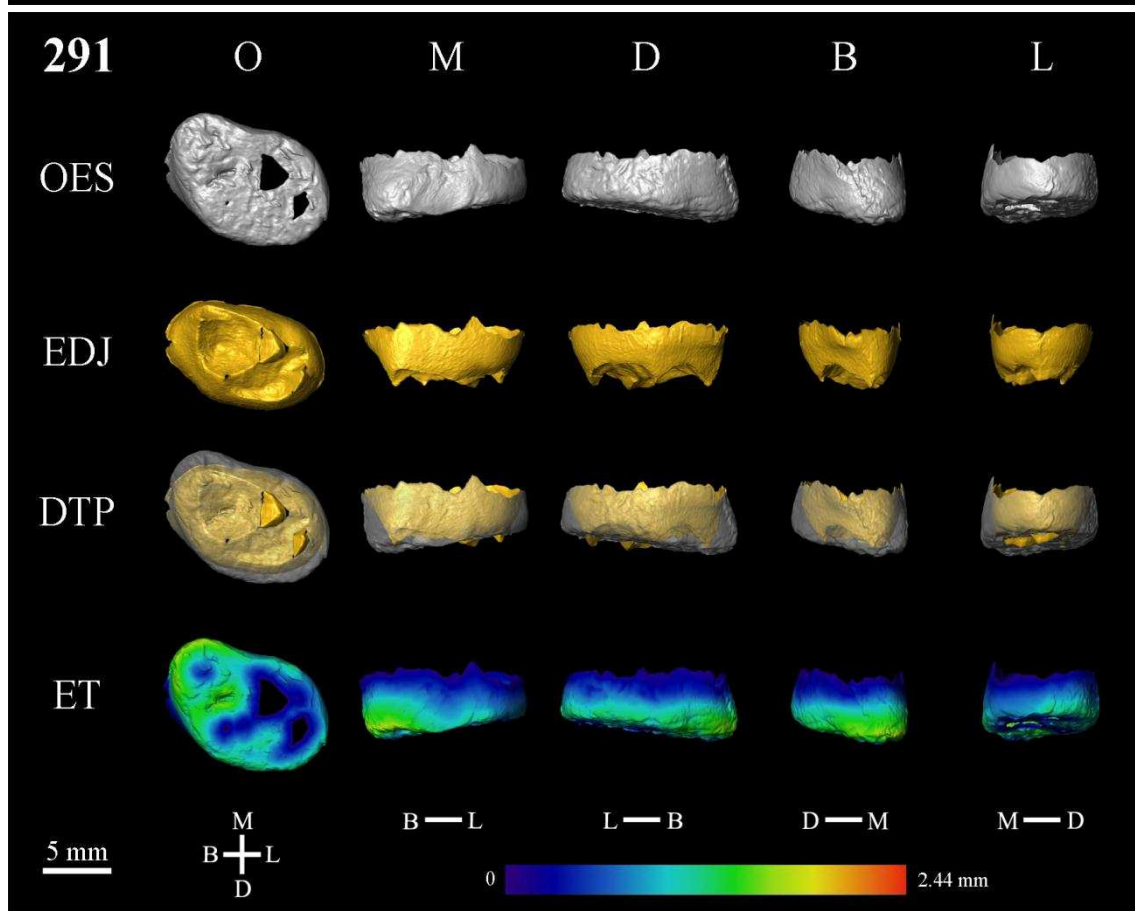 291 O M D B L
OES
EDJ
DTP
ET
M
B L
D
B L
L B
D M
M D
5 mm
0 2.44 mm